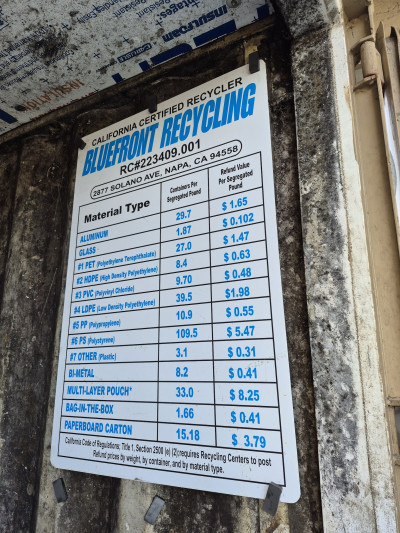 CALIFORNIA CERTIFIED RECYCLER
BLUEFRONT RECYCLING
RC#223409.001
2877 SOLANO AVE, NAPA, CA 94558
Material Type Containers Per Segregated Pound Refund Value Per Segregated Pound
ALUMINUM 29.7 $ 1.65
GLASS 1.87 $ 0.102
#1 PET (Polyethylene Terephthalate) 27.0 $ 1.47
#2 HDPE (High Density Polyethylene) 8.4 $ 0.63
#3 PVC (Polyvinyl Chloride) 9.70 $ 0.48
#4 LDPE (Low Density Polyethylene) 39.5 $1.98
#5 PP (Polypropylene) 10.9 $ 0.55
#6 PS (Polystyrene) 109.5 $ 5.47
#7 OTHER (Plastic) 3.1 $ 0.31
BI-METAL 8.2 $ 0.41
MULTI-LAYER POUCH* 33.0 $ 8.25
BAG-IN-THE-BOX 1.66 $ 0.41
PAPERBOARD CARTON 15.18 $ 3.79
California Code of Regulations; Title 1, Section 2500 (e) (2) requires Recycling Centers to post
Refund prices by weight, by container, and by material type.